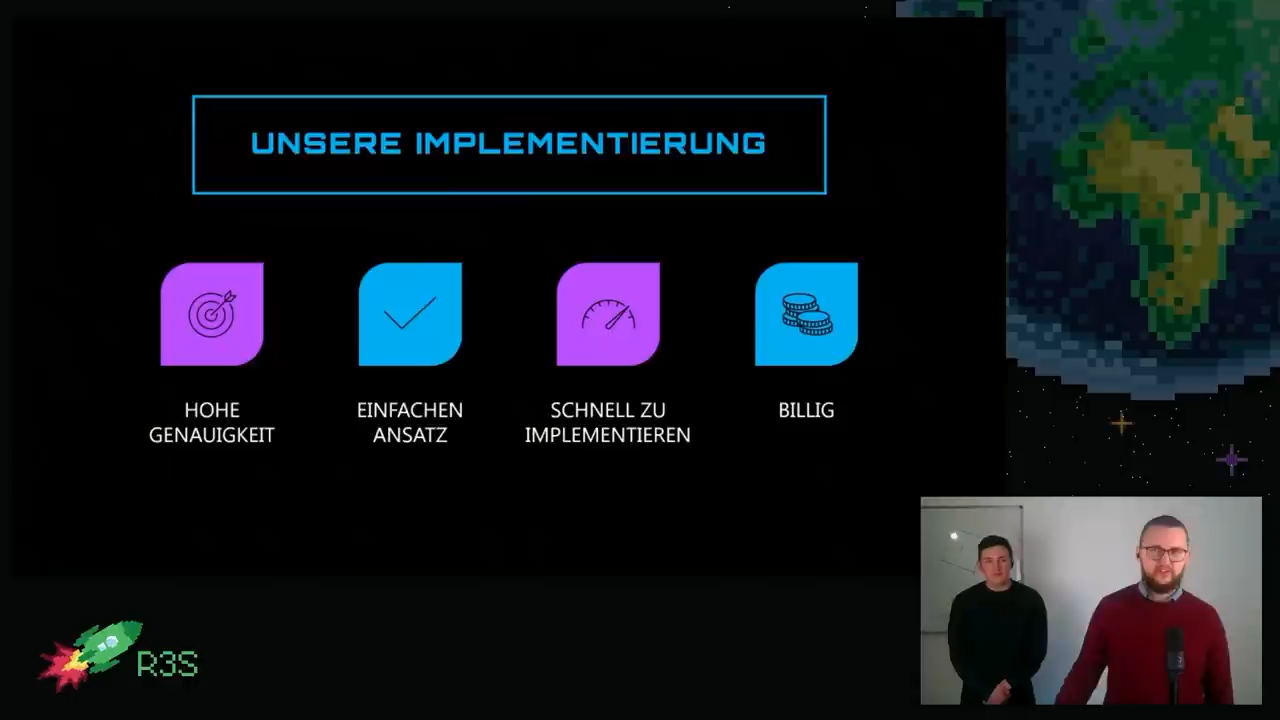 UNSERE IMPLEMENTIERUNG
HOHE
GENAUIGKEIT
EINFACHEN
ANSATZ
SCHNELL ZU
IMPLEMENTIEREN
BILLIG
R3S